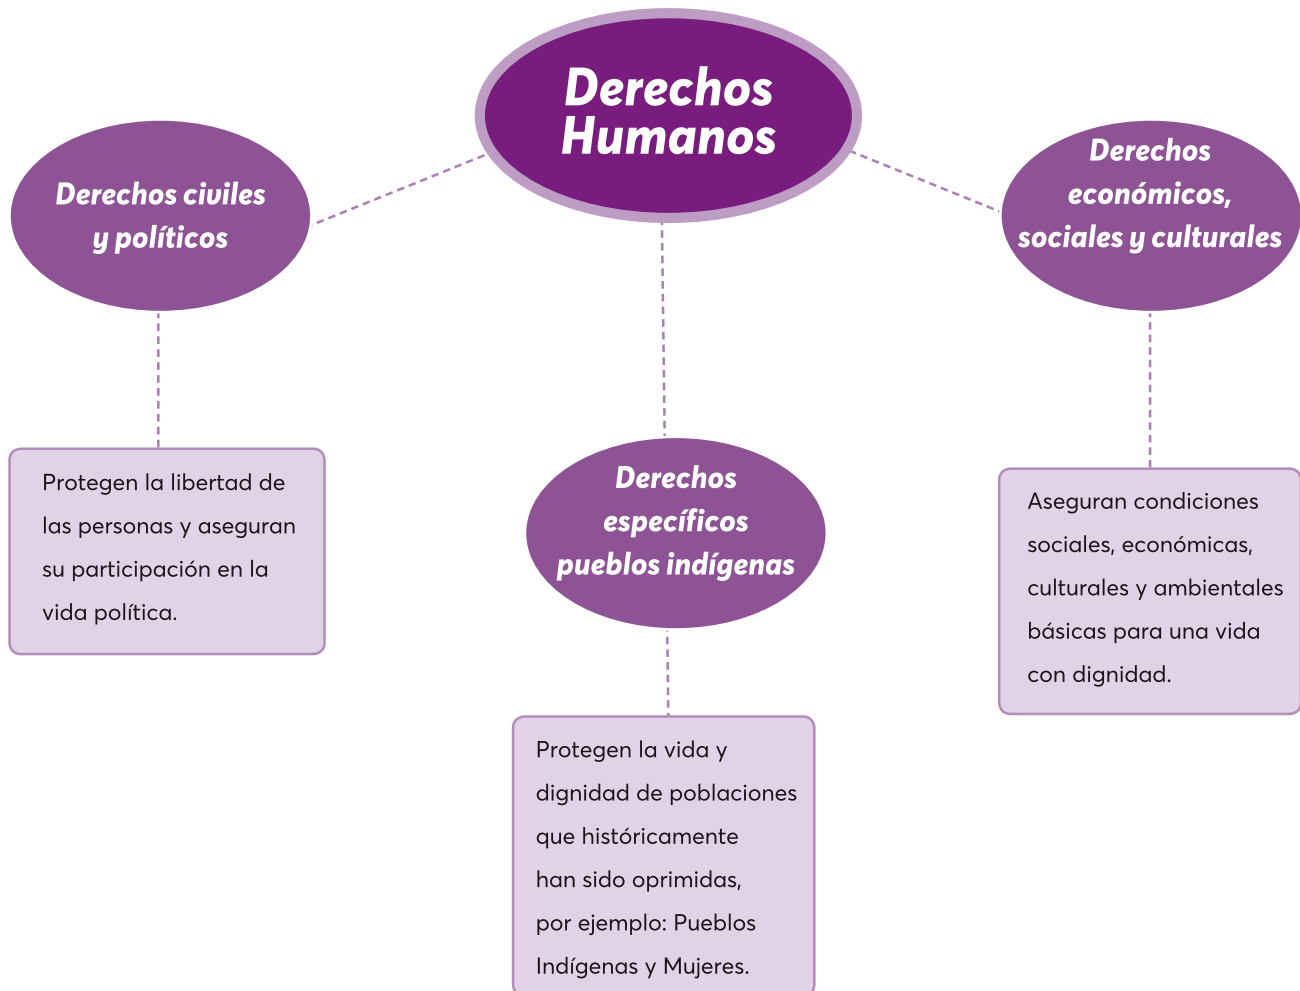 Derechos
Humanos
Derechos civiles
y políticos
Derechos
económicos,
sociales y culturales
Protegen la libertad de
las personas y aseguran
su participación en la
vida política.
Derechos
específicos
pueblos indígenas
Aseguran condiciones
sociales, económicas,
culturales y ambientales
básicas para una vida
con dignidad.
Protegen la vida y
dignidad de poblaciones
que históricamente
han sido oprimidas,
por ejemplo: Pueblos
Indígenas y Mujeres.